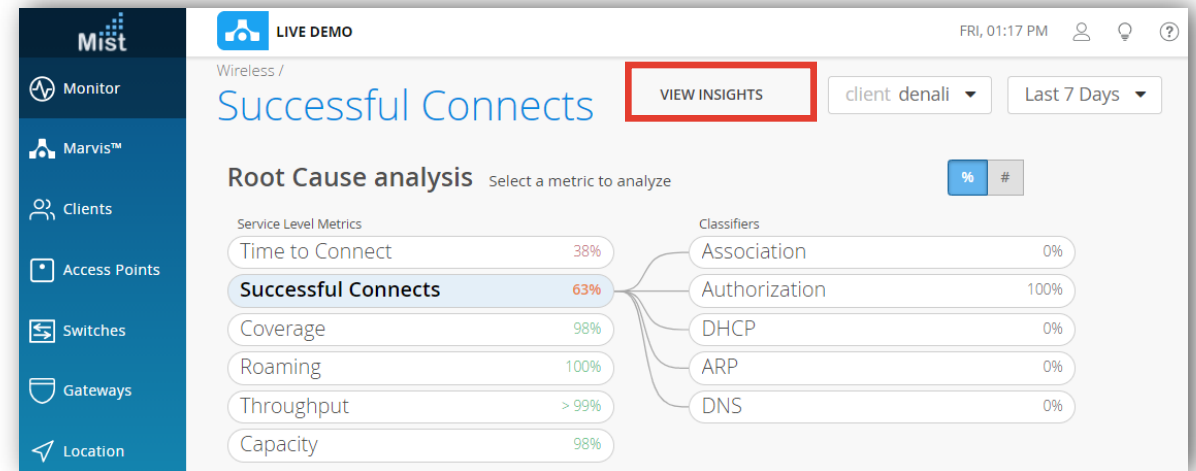 Mist
LIVE DEMO
FRI, 01:17 PM
?
Monitor
Marvis™
Clients
Access Points
Switches
Gateways
Location
Wireless /
Successful Connects
VIEW INSIGHTS
client denali
Last 7 Days
Root Cause analysis Select a metric to analyze
% #
Service Level Metrics
Time to Connect 38%
Successful Connects 63%
Coverage 98%
Roaming 100%
Throughput > 99%
Capacity 98%
Classifiers
Association 0%
Authorization 100%
DHCP 0%
ARP 0%
DNS 0%